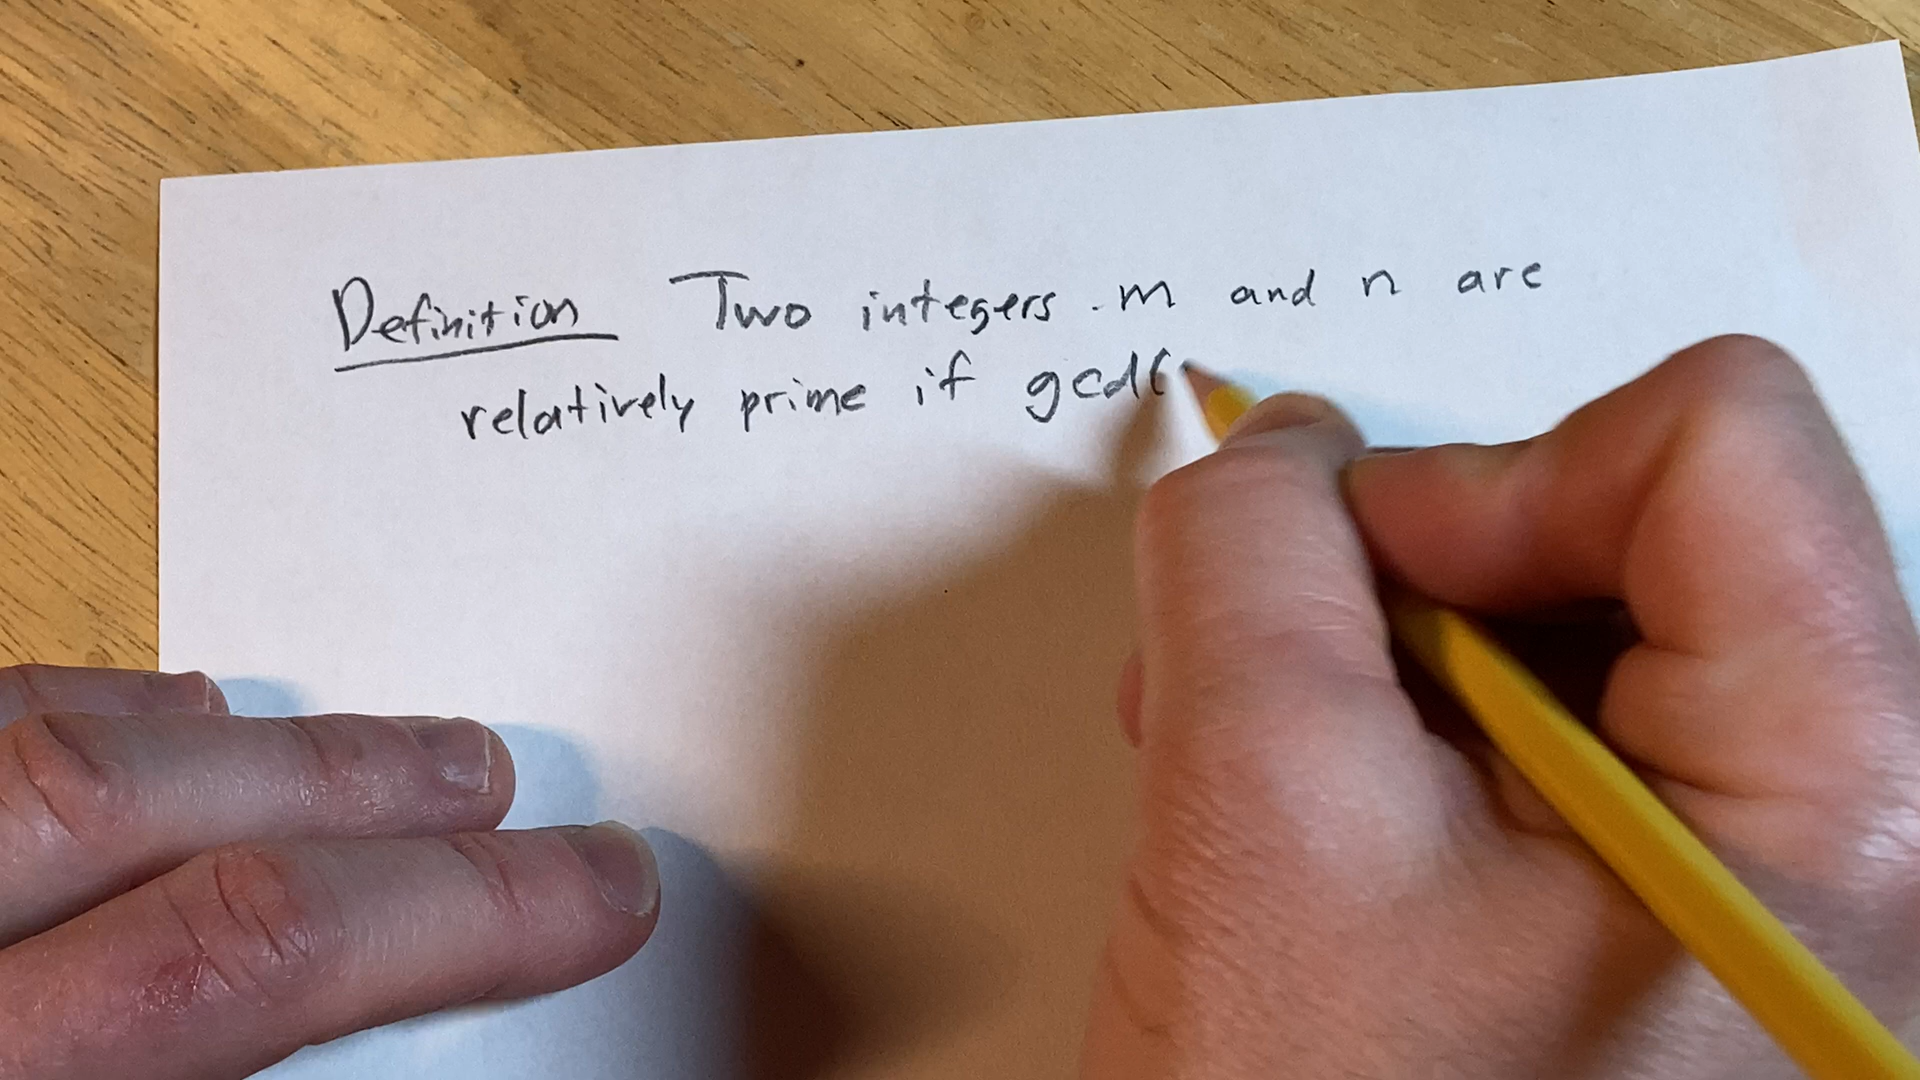 Definition Two integers m and n are
relatively prime if gcd(